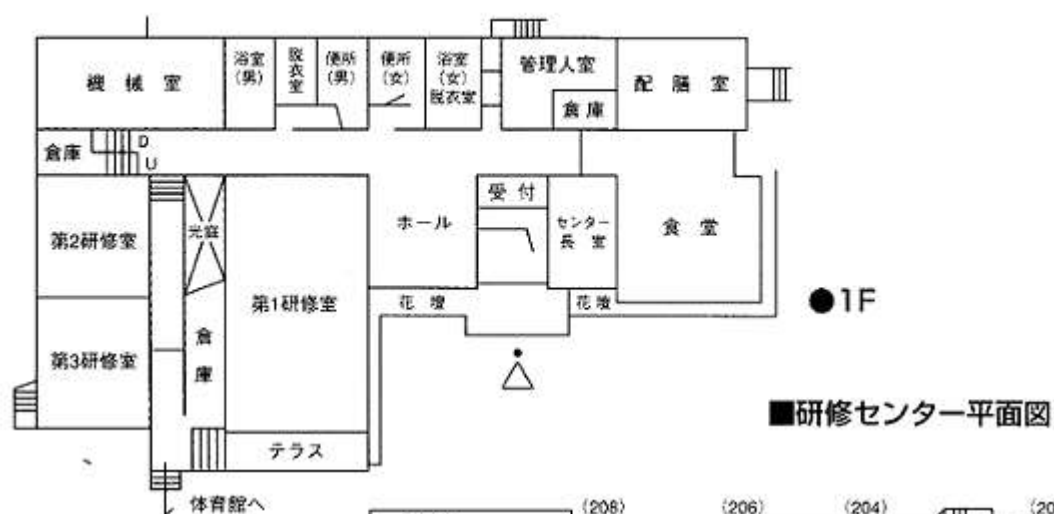 機械室
浴室
(男)
脱衣室
便所
(男)
便所
(女)
浴室
(女)
脱衣室
管理人室
倉庫
配膳室
倉庫
D
U
第2研修室
光庭
第1研修室
ホール
受付
センター
長室
食堂
花壇
花壇
●1F
第3研修室
倉庫
■研修センター平面図
テラス
体育館へ
(208)
(206)
(204)